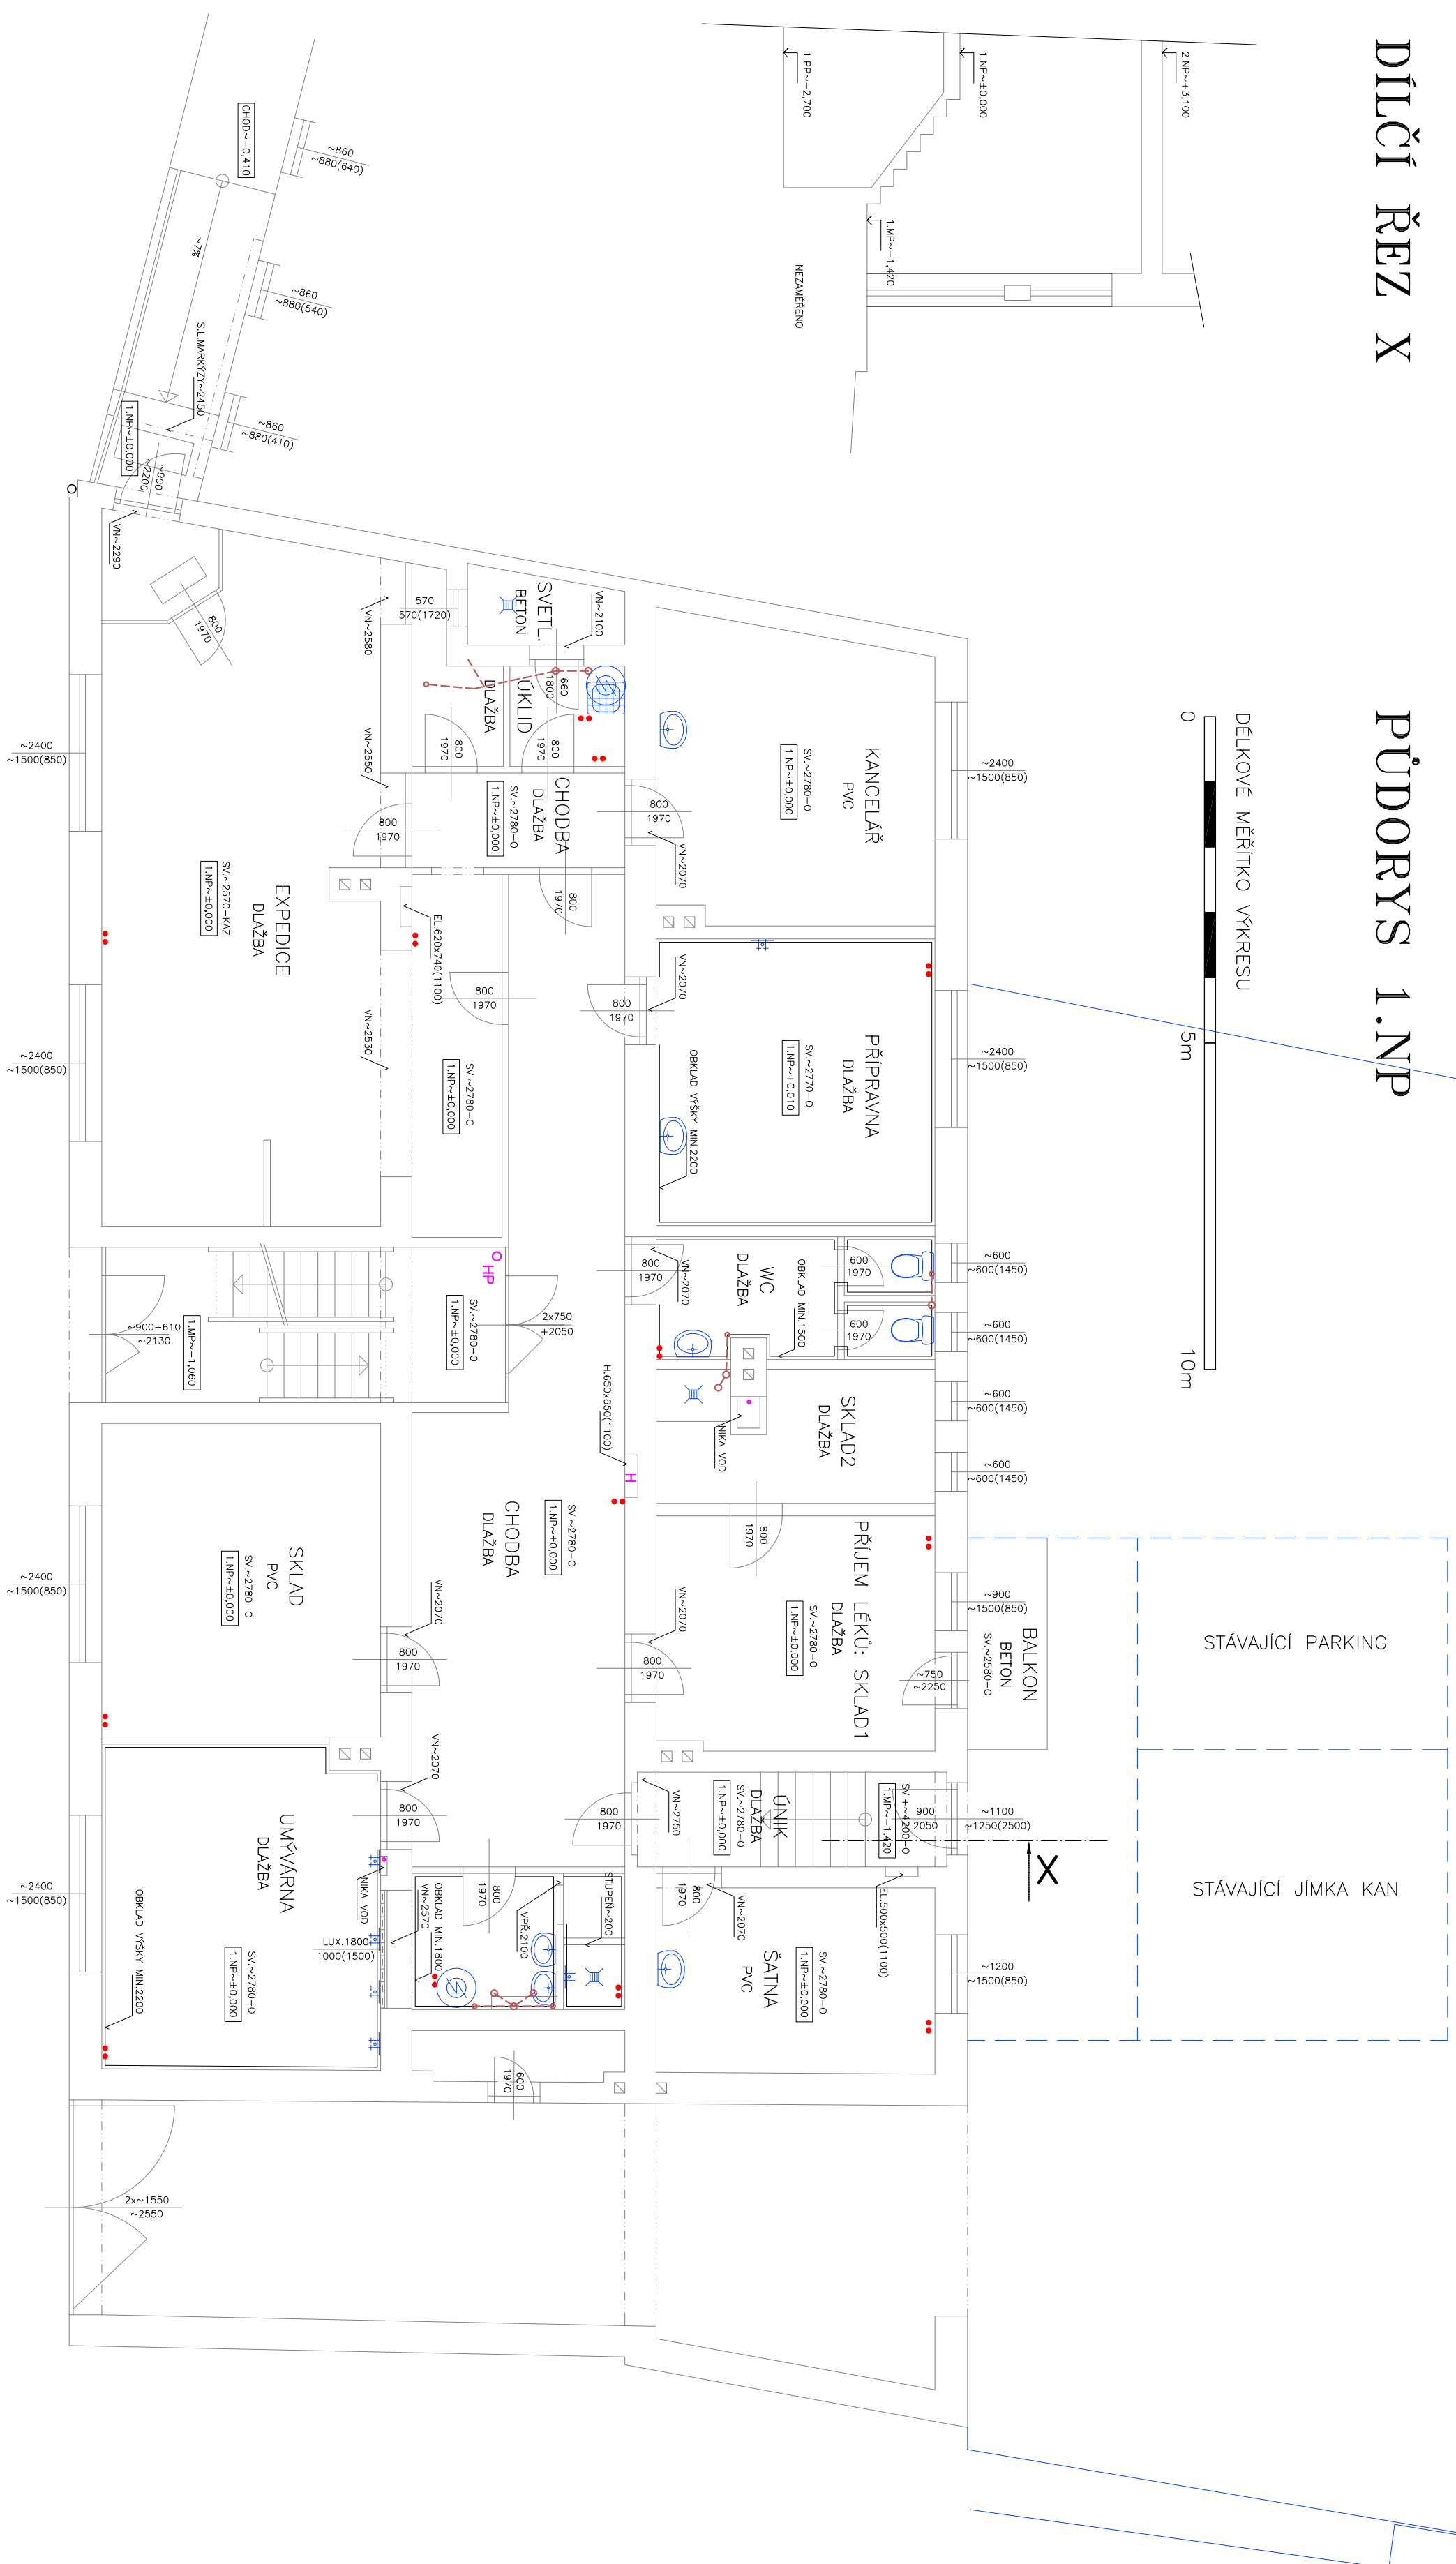 DÍLČÍ ŘEZ X
2.NP~+3,100
1.NP~±0,000
1.PP~-2,700
1.MP~-1,420
NEZAMĚŘENO
PŮDORYS 1.NP
DÉLKOVÉ MĚŘÍTKO VÝKRESU
0
5m
10m
STÁVAJÍCÍ PARKING
STÁVAJÍCÍ JÍMKA KAN
CHOD~-0,410
~7%
~860
~880(640)
~860
~880(540)
~860
~880(410)
S.L.MARKÝZY~2450
1.NP~±0,000
~900
~2200
VN~2290
800
1970
~2400
~1500(850)
~2400
~1500(850)
~600
~600(1450)
~600
~600(1450)
~600
~600(1450)
~600
~600(1450)
~900
~1500(850)
~750
~2250
BALKON
BETON
SV.~2580-O
~1100
~1250(2500)
X
~1200
~1500(850)
KANCELÁŘ
PVC
SV.~2780-O
1.NP~±0,000
800
1970
VN~2070
PŘÍPRAVNA
DLAŽBA
SV.~2770-O
1.NP~+0,010
OBKLAD VÝŠKY MIN.2200
VN~2070
800
1970
WC
DLAŽBA
OBKLAD MIN.1500
600
1970
600
1970
VN~2070
800
1970
SKLAD2
DLAŽBA
NIKA VOD
800
1970
PŘÍJEM LÉKŮ: SKLAD1
DLAŽBA
SV.~2780-O
1.NP~±0,000
VN~2070
800
1970
ÚNIK
DLAŽBA
SV.~2780-O
1.NP~±0,000
SV.+~4200-O
1.MP~-1,420
900
2050
VN~2750
800
1970
ŠATNA
PVC
SV.~2780-O
1.NP~±0,000
EL.500x500(1100)
VN~2070
800
1970
SVETL.
BETON
VN~2100
570
570(1720)
660
1800
ÚKLID
DLAŽBA
800
1970
800
1970
CHODBA
DLAŽBA
SV.~2780-O
1.NP~±0,000
800
1970
800
1970
EL.620x740(1100)
800
1970
SV.~2780-O
1.NP~±0,000
HP
SV.~2780-O
1.NP~±0,000
2x750
+2050
H.650x650(1100)
H
CHODBA
DLAŽBA
SV.~2780-O
1.NP~±0,000
VN~2070
800
1970
VN~2070
800
1970
800
1970
VPŘ.2100
STUPEŇ~200
OBKLAD MIN.1800
VN~2570
LUX.1800
1000(1500)
NIKA VOD
600
1970
VN~2580
VN~2550
VN~2530
EXPEDICE
DLAŽBA
SV.~2570-KAZ
1.NP~±0,000
~2400
~1500(850)
~2400
~1500(850)
1.MP~-1,060
~900+610
~2130
SKLAD
PVC
SV.~2780-O
1.NP~±0,000
~2400
~1500(850)
UMÝVÁRNA
DLAŽBA
SV.~2780-O
1.NP~±0,000
OBKLAD VÝŠKY MIN.2200
~2400
~1500(850)
2x~1550
~2550